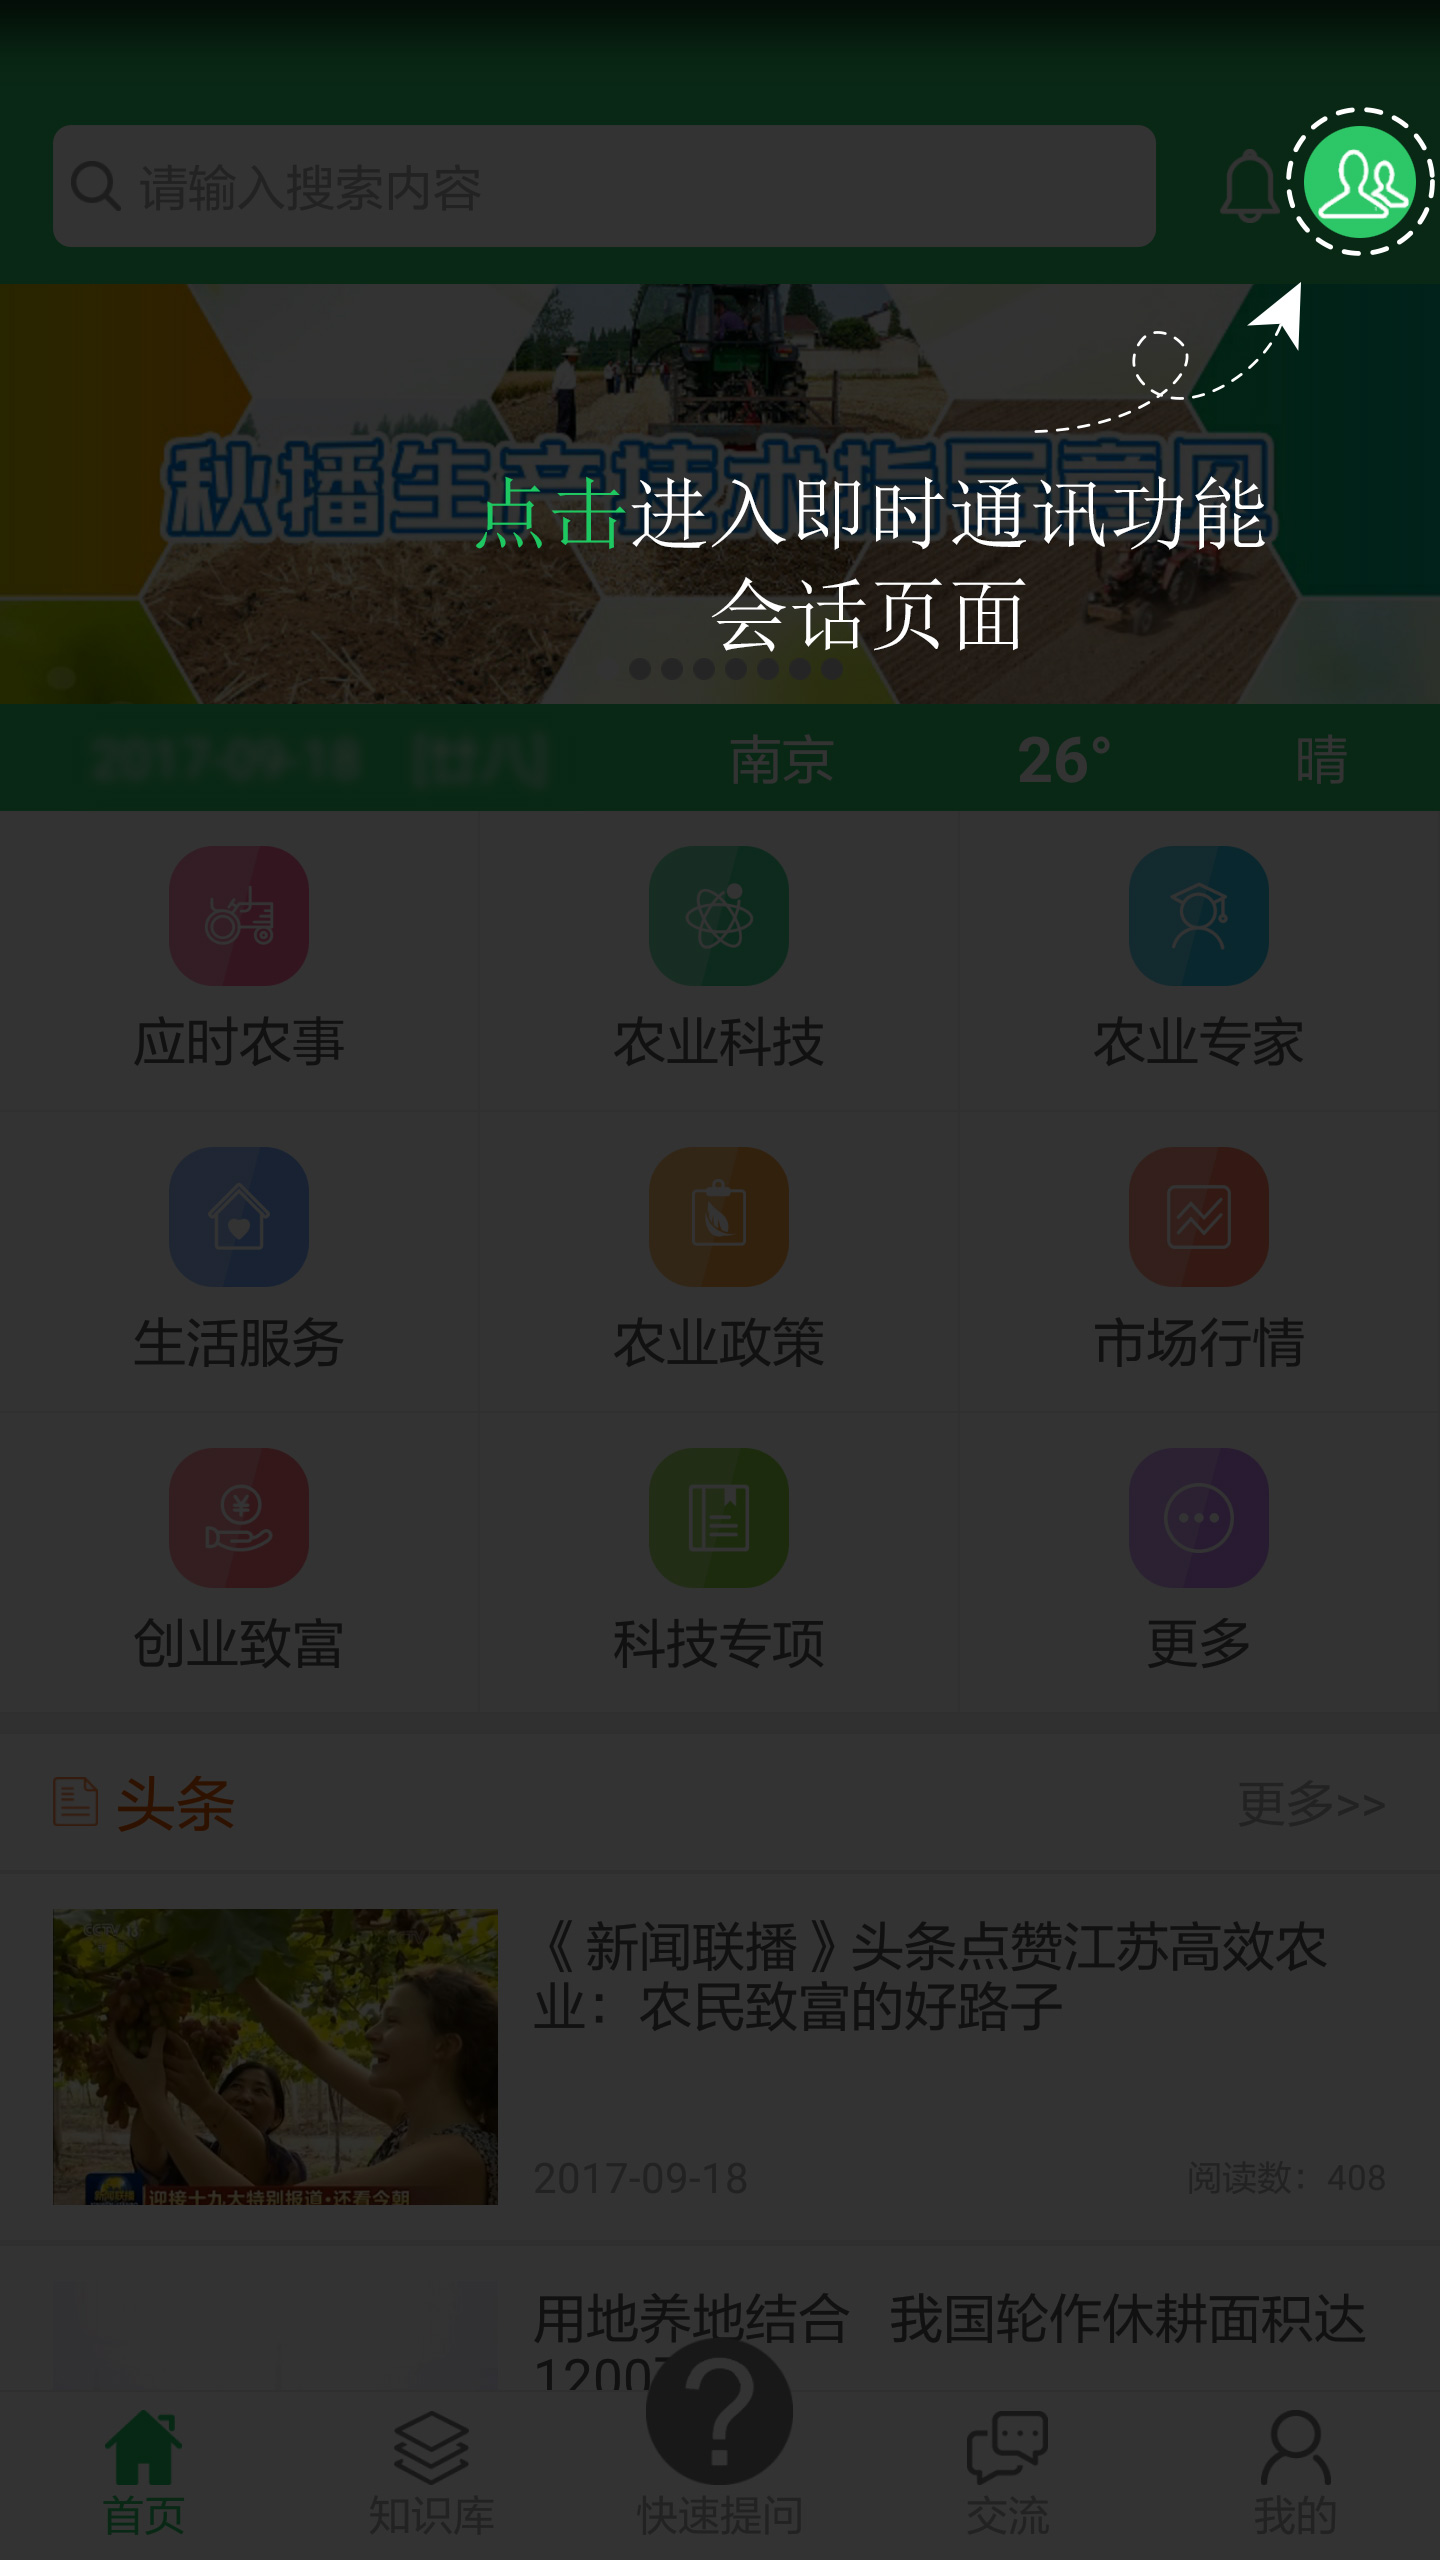 请输入搜索内容
秋播生产技术指导意见
点击进入即时通讯功能
会话页面
2017-09-18 [廿八] 南京 26° 晴
应时农事 农业科技 农业专家
生活服务 农业政策 市场行情
创业致富 科技专项 更多
头条 更多>>
《新闻联播》头条点赞江苏高效农
业：农民致富的好路子
新闻联播 迎接十九大特别报道·还看今朝
2017-09-18 阅读数：408
用地养地结合 我国轮作休耕面积达
1200
首页 知识库 快速提问 交流 我的